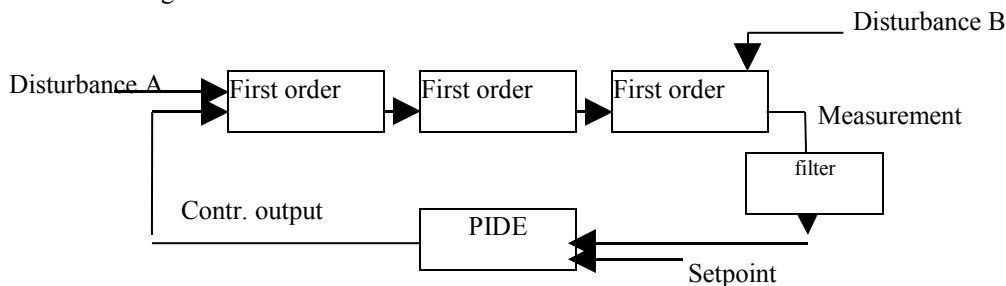 Disturbance B
Disturbance A
First order
First order
First order
Measurement
filter
Contr. output
PIDE
Setpoint